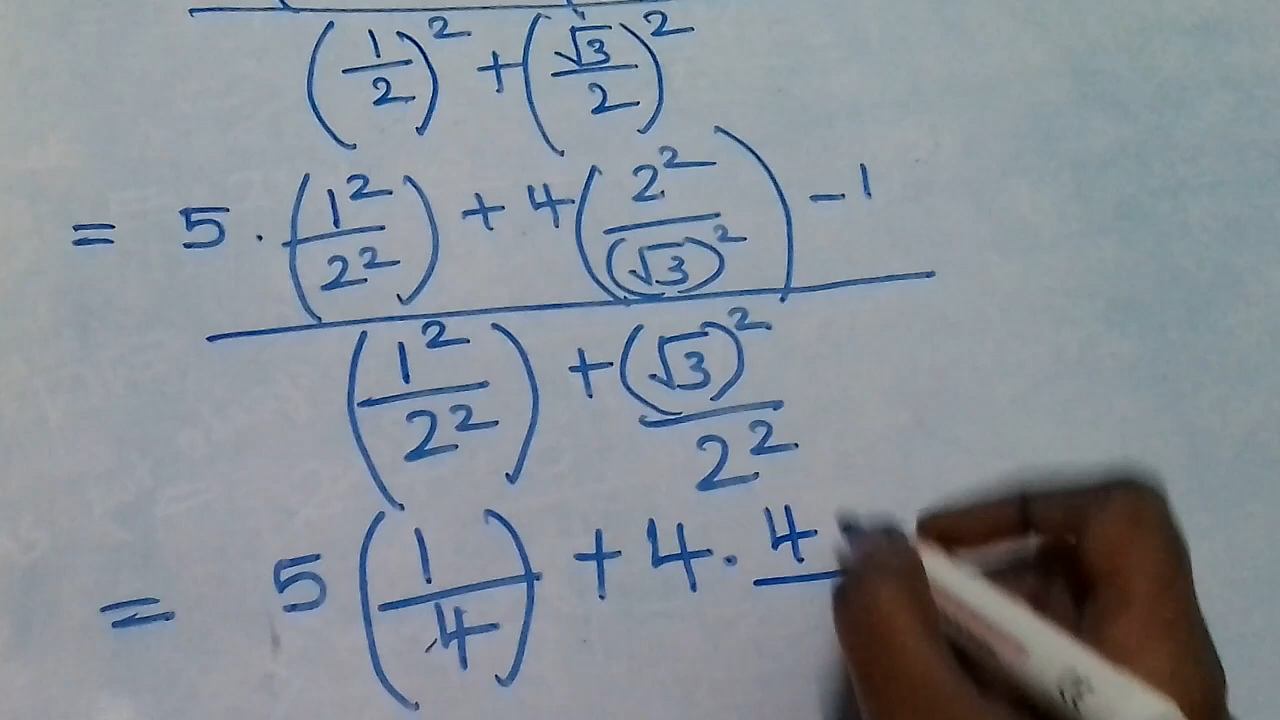 (1/2)² + (√3/2)²
= 5 · (1²/2²) + 4(2²/(√3)²) - 1
(1²/2²) + (√3)²/2²
= 5(1/4) + 4 · 4